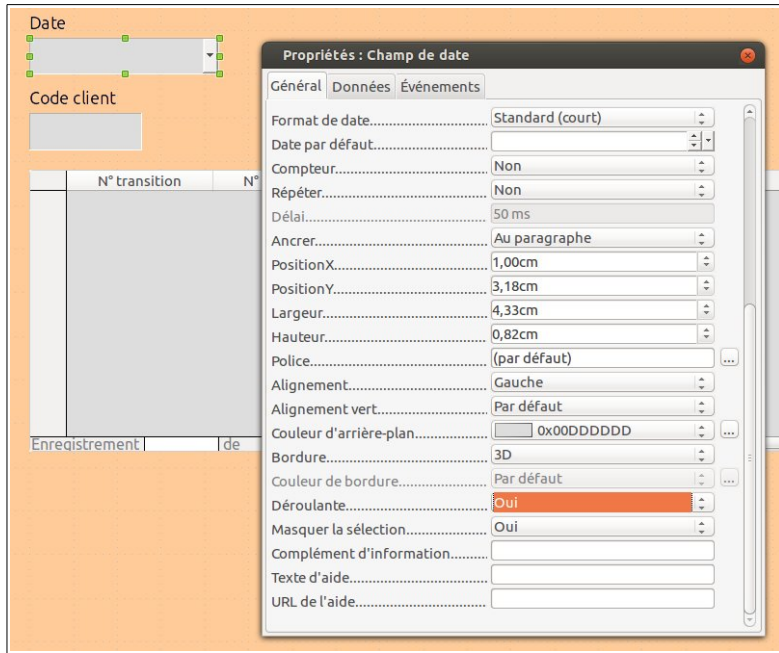 Date
Code client
N° transition N°
Enregistrement de
Propriétés : Champ de date
Général Données Événements
Format de date Standard (court)
Date par défaut
Compteur Non
Répéter Non
Délai 50 ms
Ancrer Au paragraphe
PositionX 1,00cm
PositionY 3,18cm
Largeur 4,33cm
Hauteur 0,82cm
Police (par défaut) ...
Alignement Gauche
Alignement vert. Par défaut
Couleur d'arrière-plan 0x00DDDDDD ...
Bordure 3D
Couleur de bordure Par défaut ...
Déroulante Oui
Masquer la sélection Oui
Complément d'information
Texte d'aide
URL de l'aide